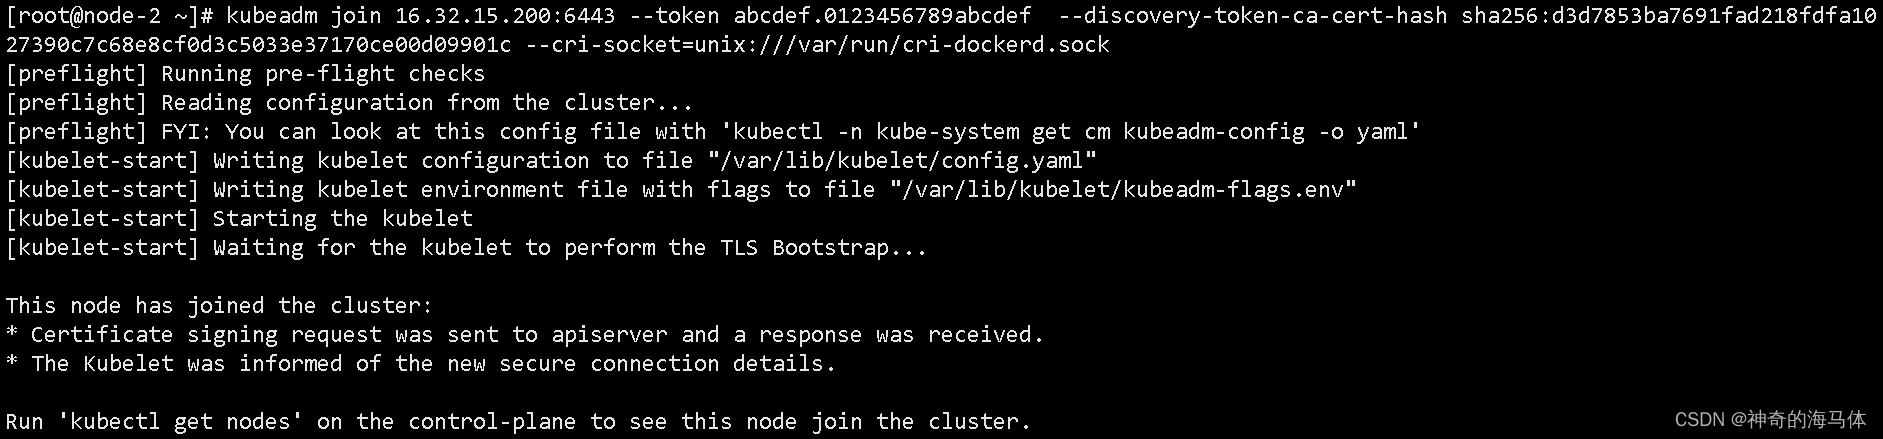 [root@node-2 ~]# kubeadm join 16.32.15.200:6443 --token abcdef.0123456789abcdef  --discovery-token-ca-cert-hash sha256:d3d7853ba7691fad218fdfa10
27390c7c68e8cf0d3c5033e37170ce00d09901c --cri-socket=unix:///var/run/cri-dockerd.sock
[preflight] Running pre-flight checks
[preflight] Reading configuration from the cluster...
[preflight] FYI: You can look at this config file with 'kubectl -n kube-system get cm kubeadm-config -o yaml'
[kubelet-start] Writing kubelet configuration to file "/var/lib/kubelet/config.yaml"
[kubelet-start] Writing kubelet environment file with flags to file "/var/lib/kubelet/kubeadm-flags.env"
[kubelet-start] Starting the kubelet
[kubelet-start] Waiting for the kubelet to perform the TLS Bootstrap...
This node has joined the cluster:
* Certificate signing request was sent to apiserver and a response was received.
* The Kubelet was informed of the new secure connection details.
Run 'kubectl get nodes' on the control-plane to see this node join the cluster.
CSDN @神奇的海马体